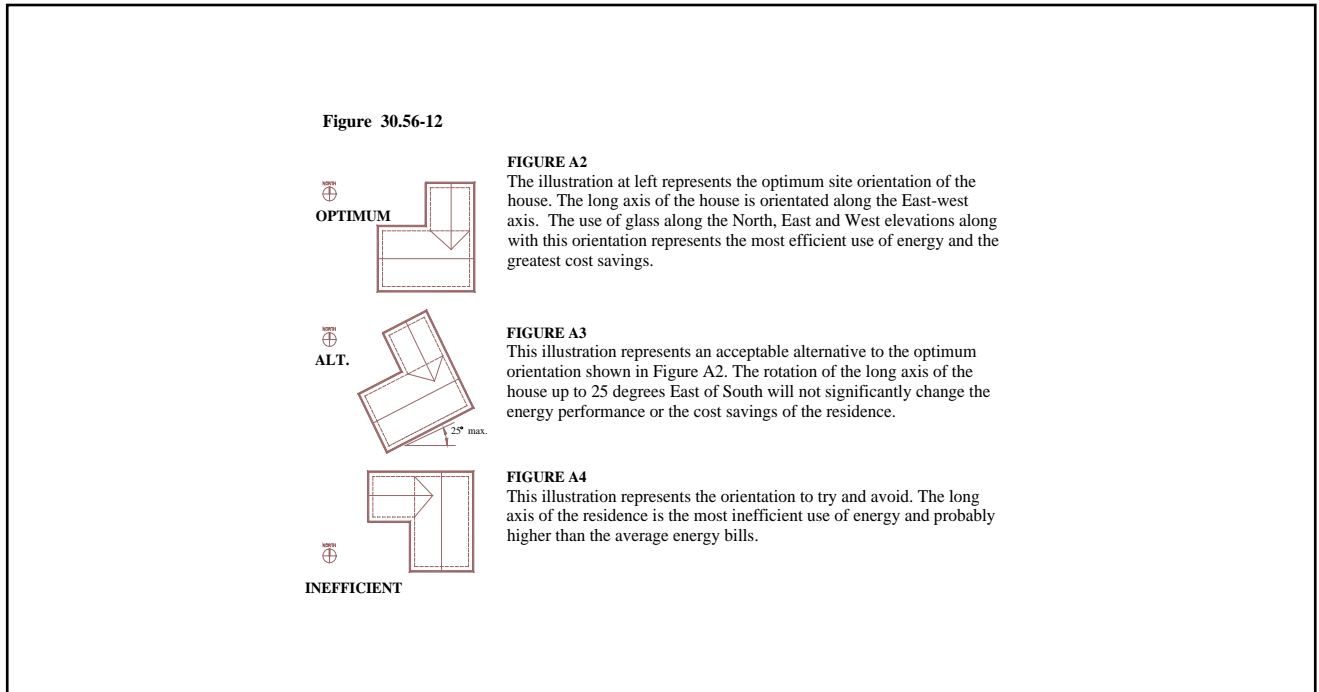 Figure 30.56-12
FIGURE A2
The illustration at left represents the optimum site orientation of the
house. The long axis of the house is orientated along the East-west
axis. The use of glass along the North, East and West elevations along
with this orientation represents the most efficient use of energy and the
greatest cost savings.
NORTH
OPTIMUM
FIGURE A3
This illustration represents an acceptable alternative to the optimum
orientation shown in Figure A2. The rotation of the long axis of the
house up to 25 degrees East of South will not significantly change the
energy performance or the cost savings of the residence.
NORTH
ALT.
25° max.
FIGURE A4
This illustration represents the orientation to try and avoid. The long
axis of the residence is the most inefficient use of energy and probably
higher than the average energy bills.
NORTH
INEFFICIENT